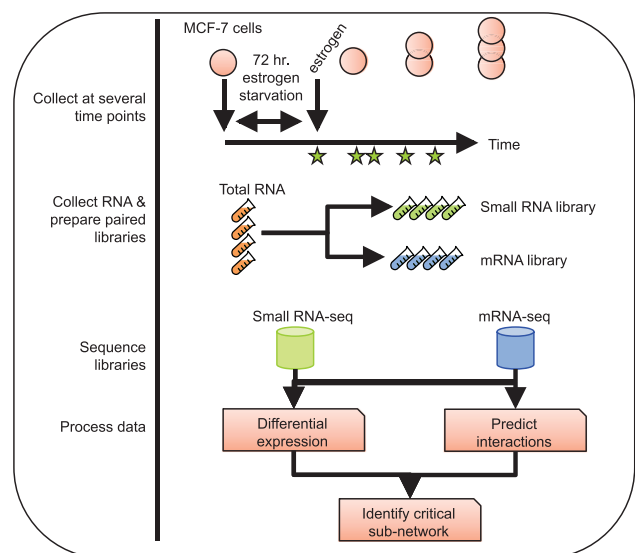 MCF-7 cells
72 hr.
estrogen
starvation
estrogen
Collect at several
time points
Time
Collect RNA &
prepare paired
libraries
Total RNA
Small RNA library
mRNA library
Small RNA-seq
mRNA-seq
Sequence
libraries
Process data
Differential
expression
Predict
interactions
Identify critical
sub-network